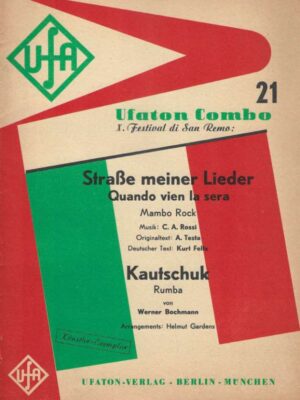 UFA
21
Ufaton Combo
X. Festival di San Remo:
Straße meiner Lieder
Quando vien la sera
Mambo Rock
Musik: C. A. Rossi
Originaltext: A. Testa
Deutscher Text: Kurt Feltz
Kautschuk
Rumba
von
Werner Bochmann
Arrangements: Helmut Gardens
Künstler-Exemplar
UFA
UFATON-VERLAG - BERLIN - MÜNCHEN